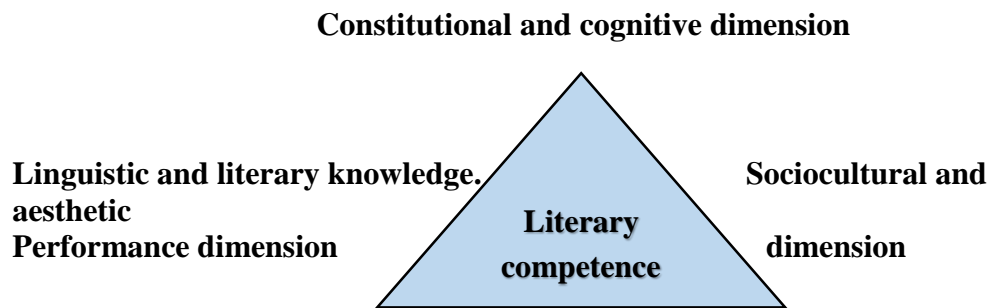 Constitutional and cognitive dimension
Linguistic and literary knowledge. Sociocultural and
aesthetic
Performance dimension dimension
Literary
competence